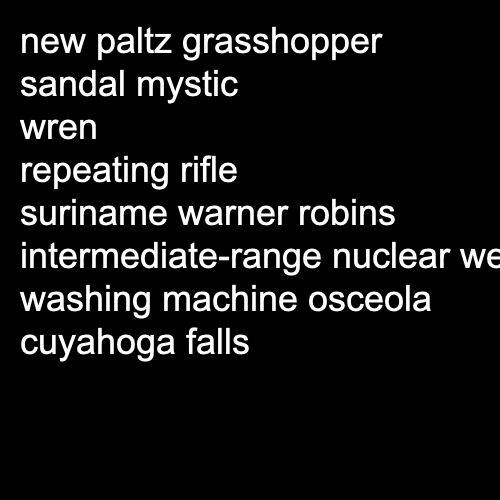 new paltz grasshopper
sandal mystic
wren
repeating rifle
suriname warner robins
intermediate-range nuclear
washing machine osceola
cuyahoga falls